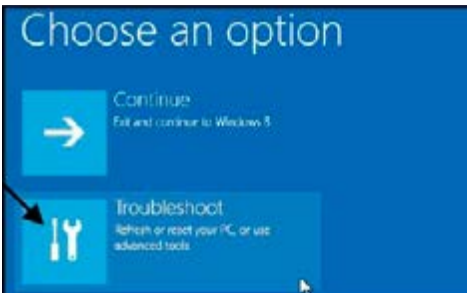 Choose an option
Continue
Exit and continue to Windows 8
Troubleshoot
Refresh or reset your PC, or use
advanced tools